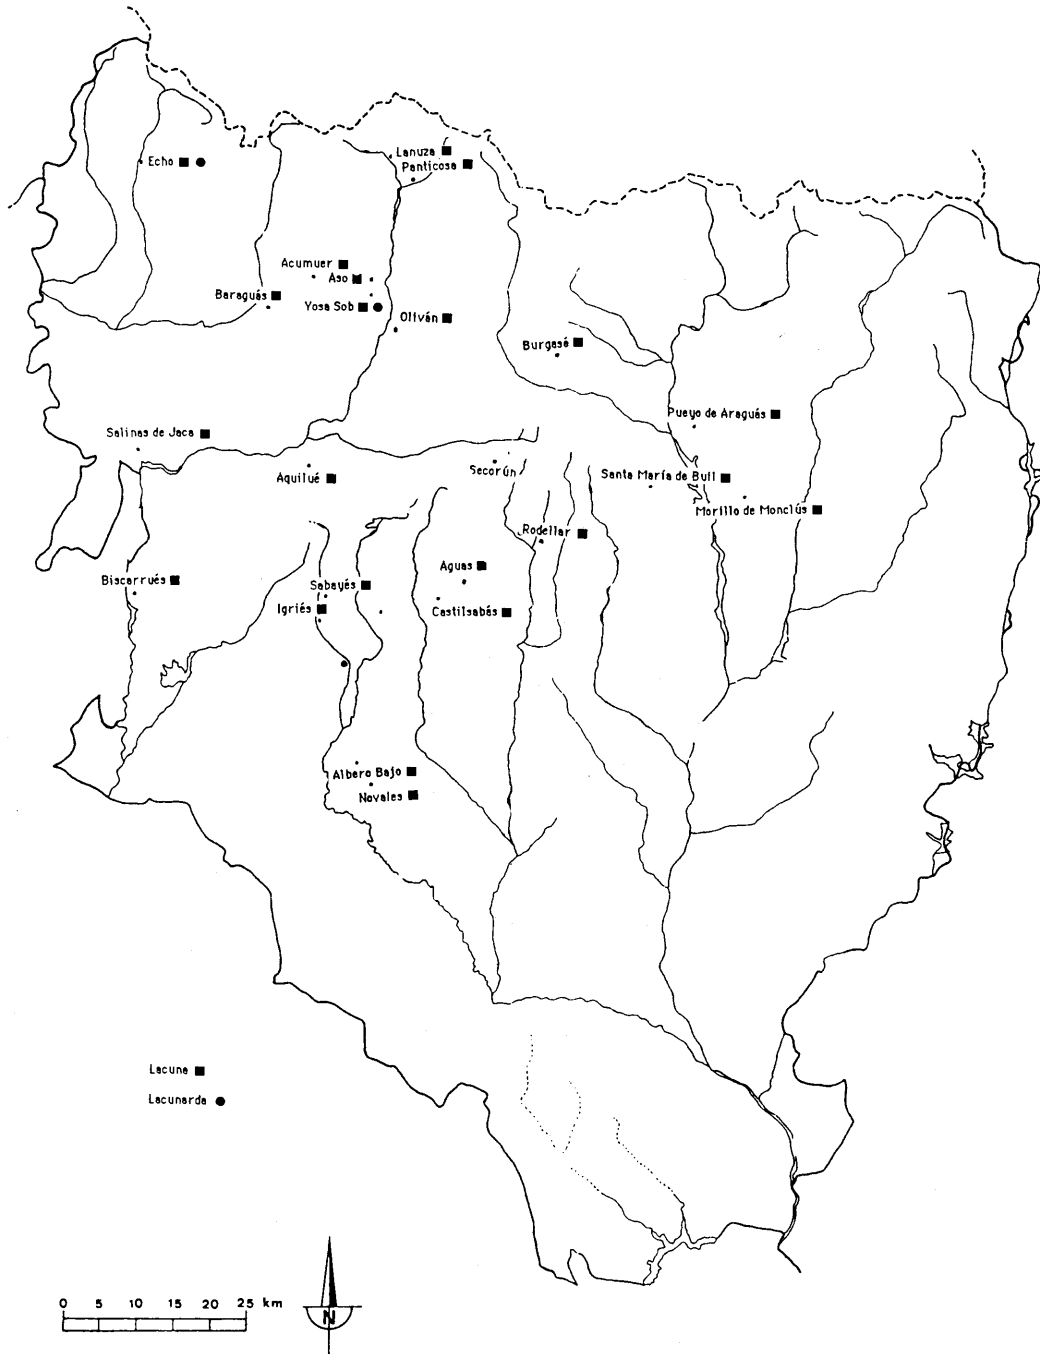 Lanuza
Echo
Panticosa
Acumuer
Aso
Baraguás
Yosa Sob
Oliván
Burgasé
Pueyo de Araguás
Salinas de Jaca
Secorún
Aquilué
Santa María de Buil
Morillo de Monclús
Rodellar
Aguas
Biscarrués
Sabayés
Igriés
Castilsabás
Albero Bajo
Novales
Lacuna
Lacunarda
0 5 10 15 20 25 km
N